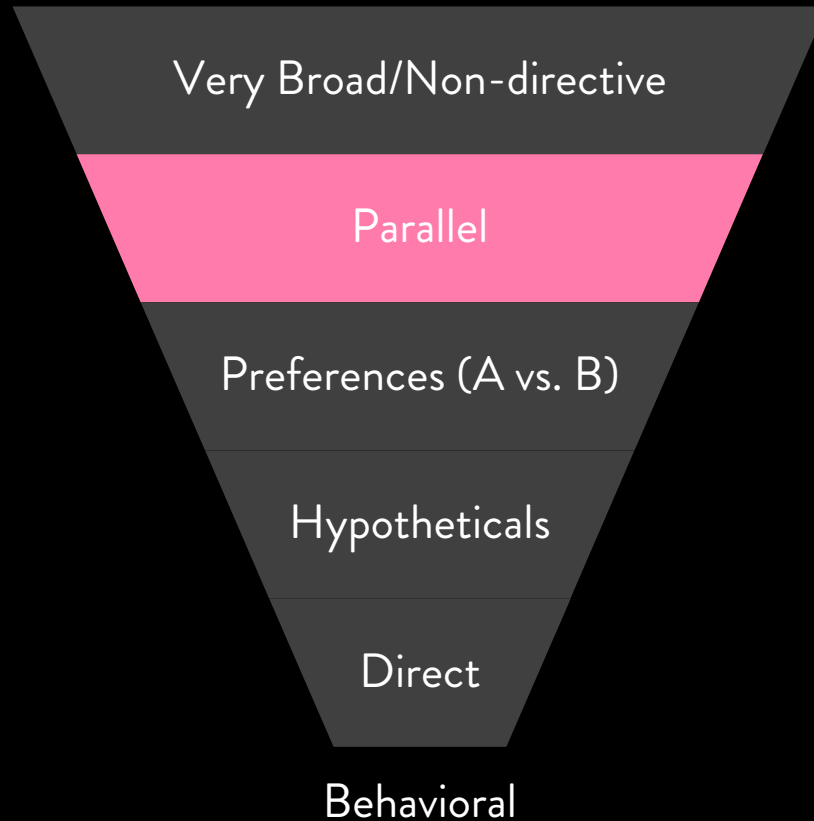 Very Broad/Non-directive
Parallel
Preferences (A vs. B)
Hypotheticals
Direct
Behavioral